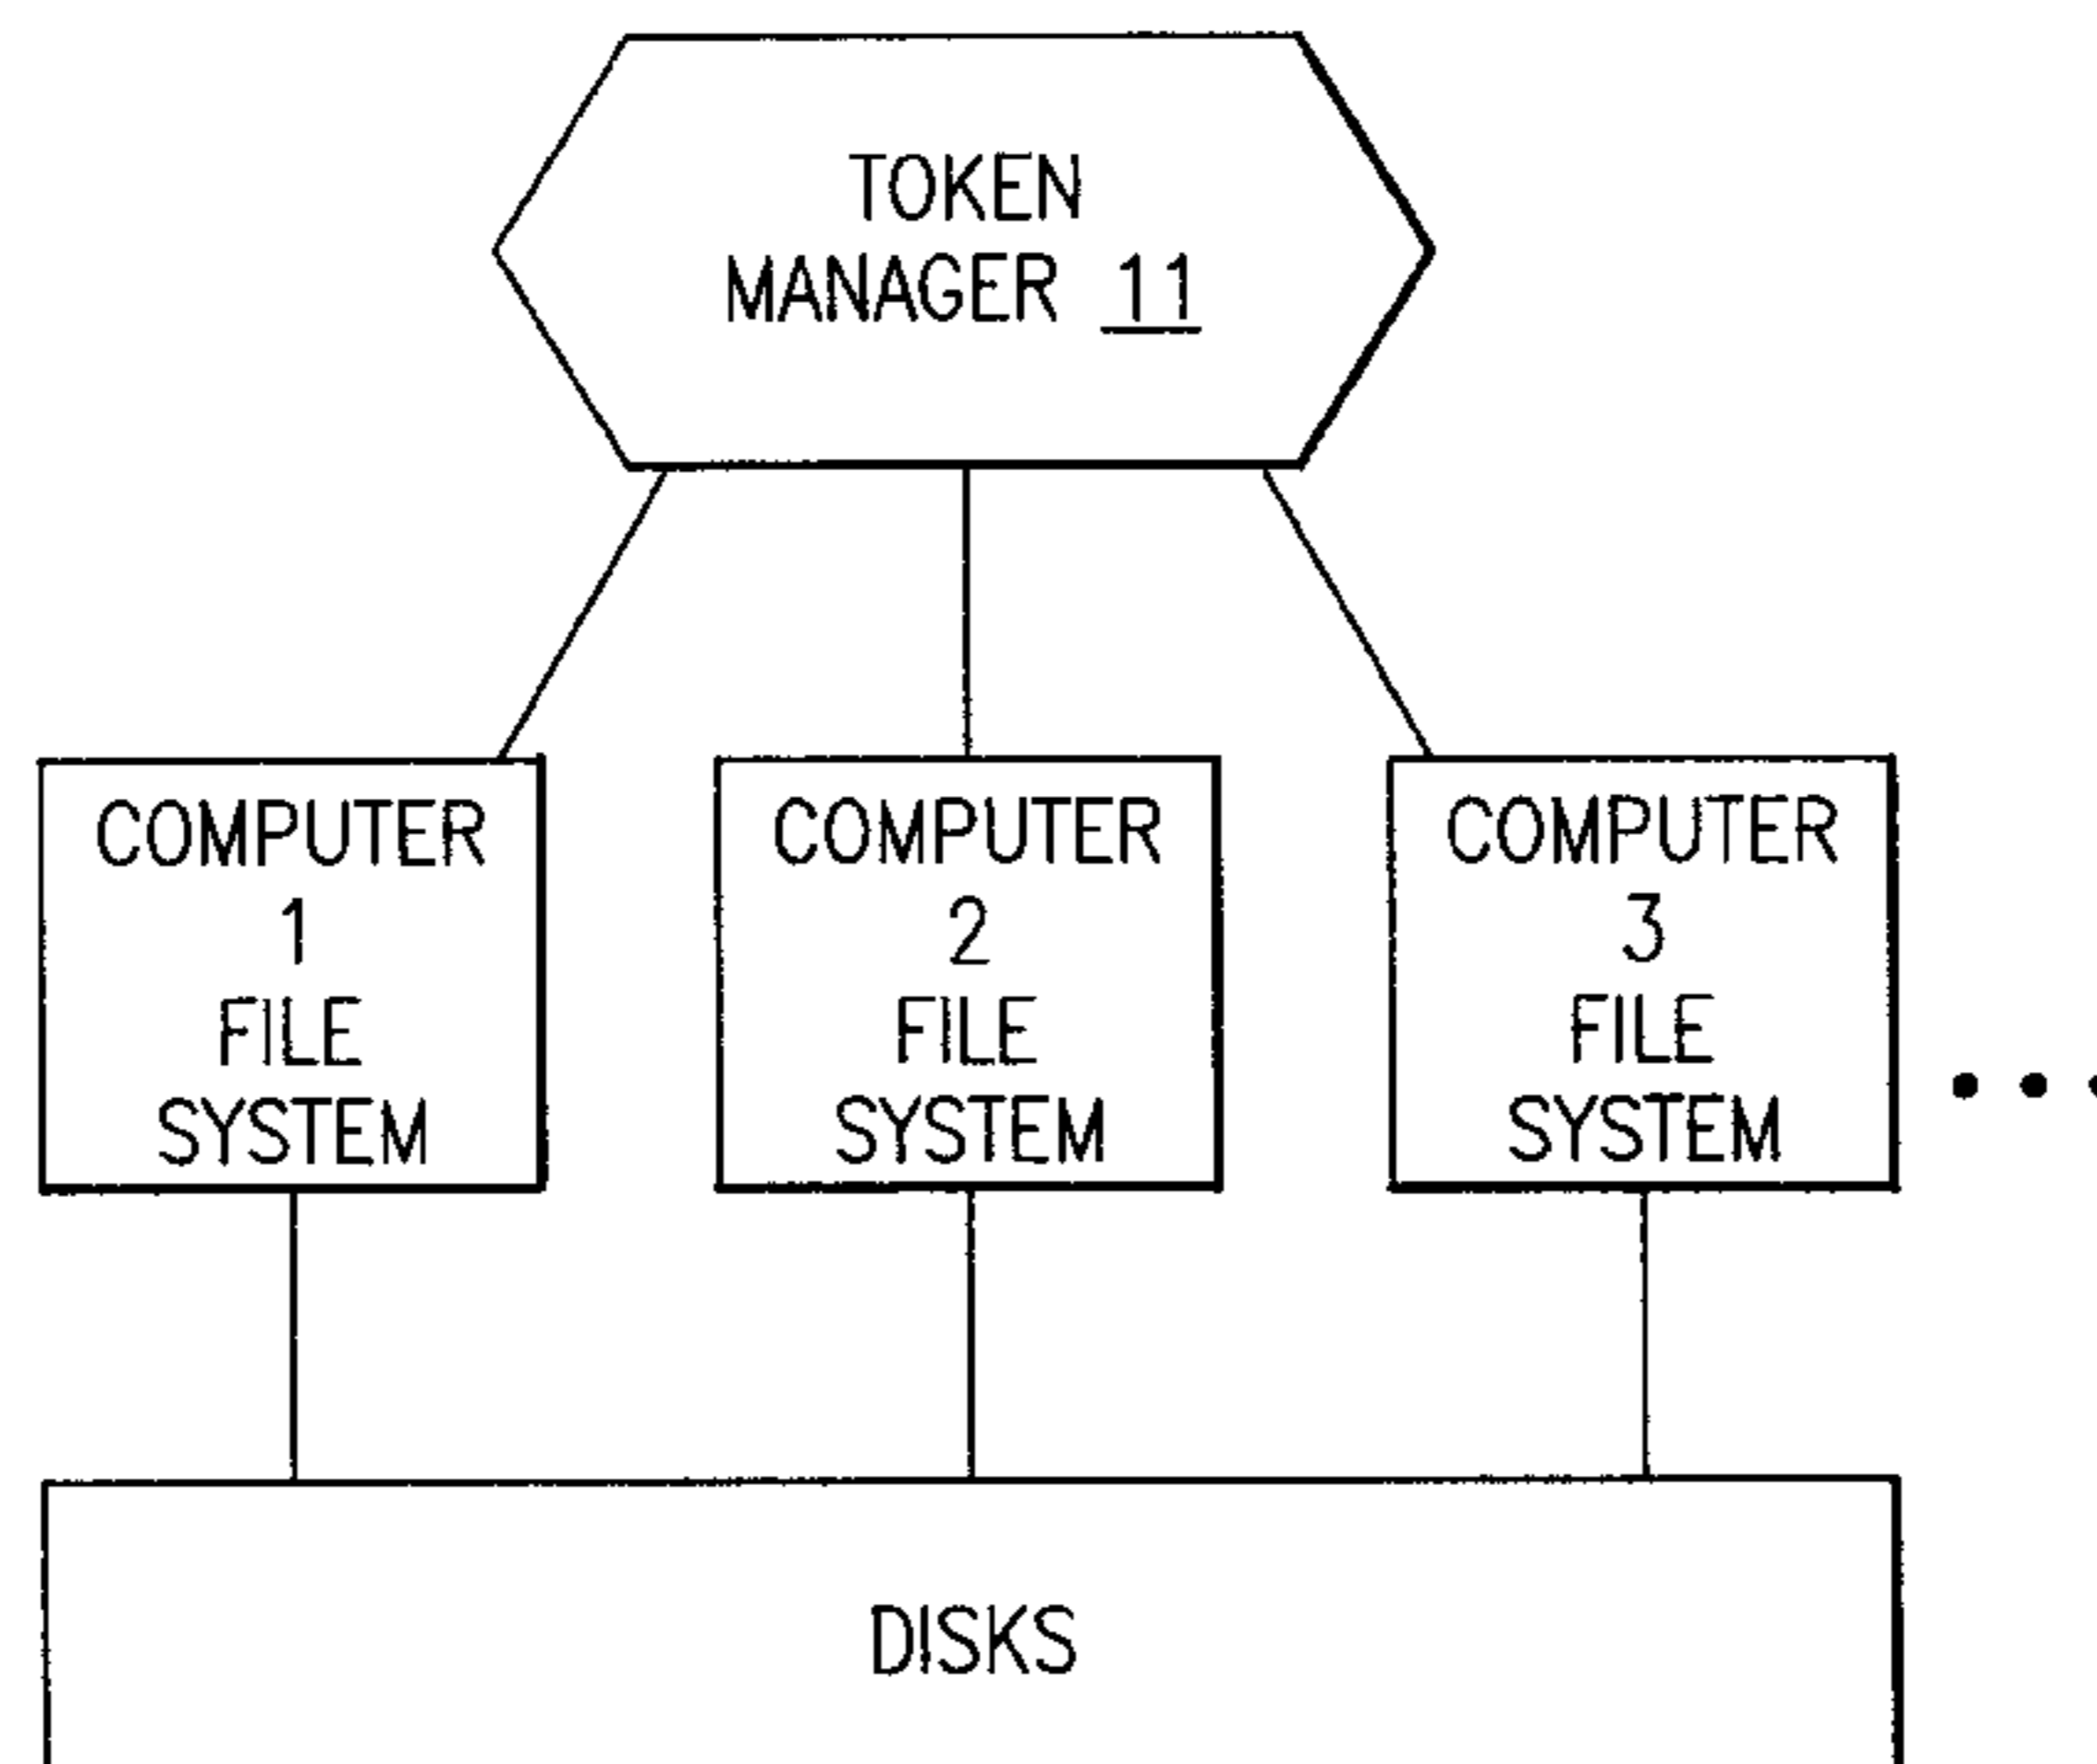 TOKEN
MANAGER 11
COMPUTER
1
FILE
SYSTEM
COMPUTER
2
FILE
SYSTEM
COMPUTER
3
FILE
SYSTEM
DISKS